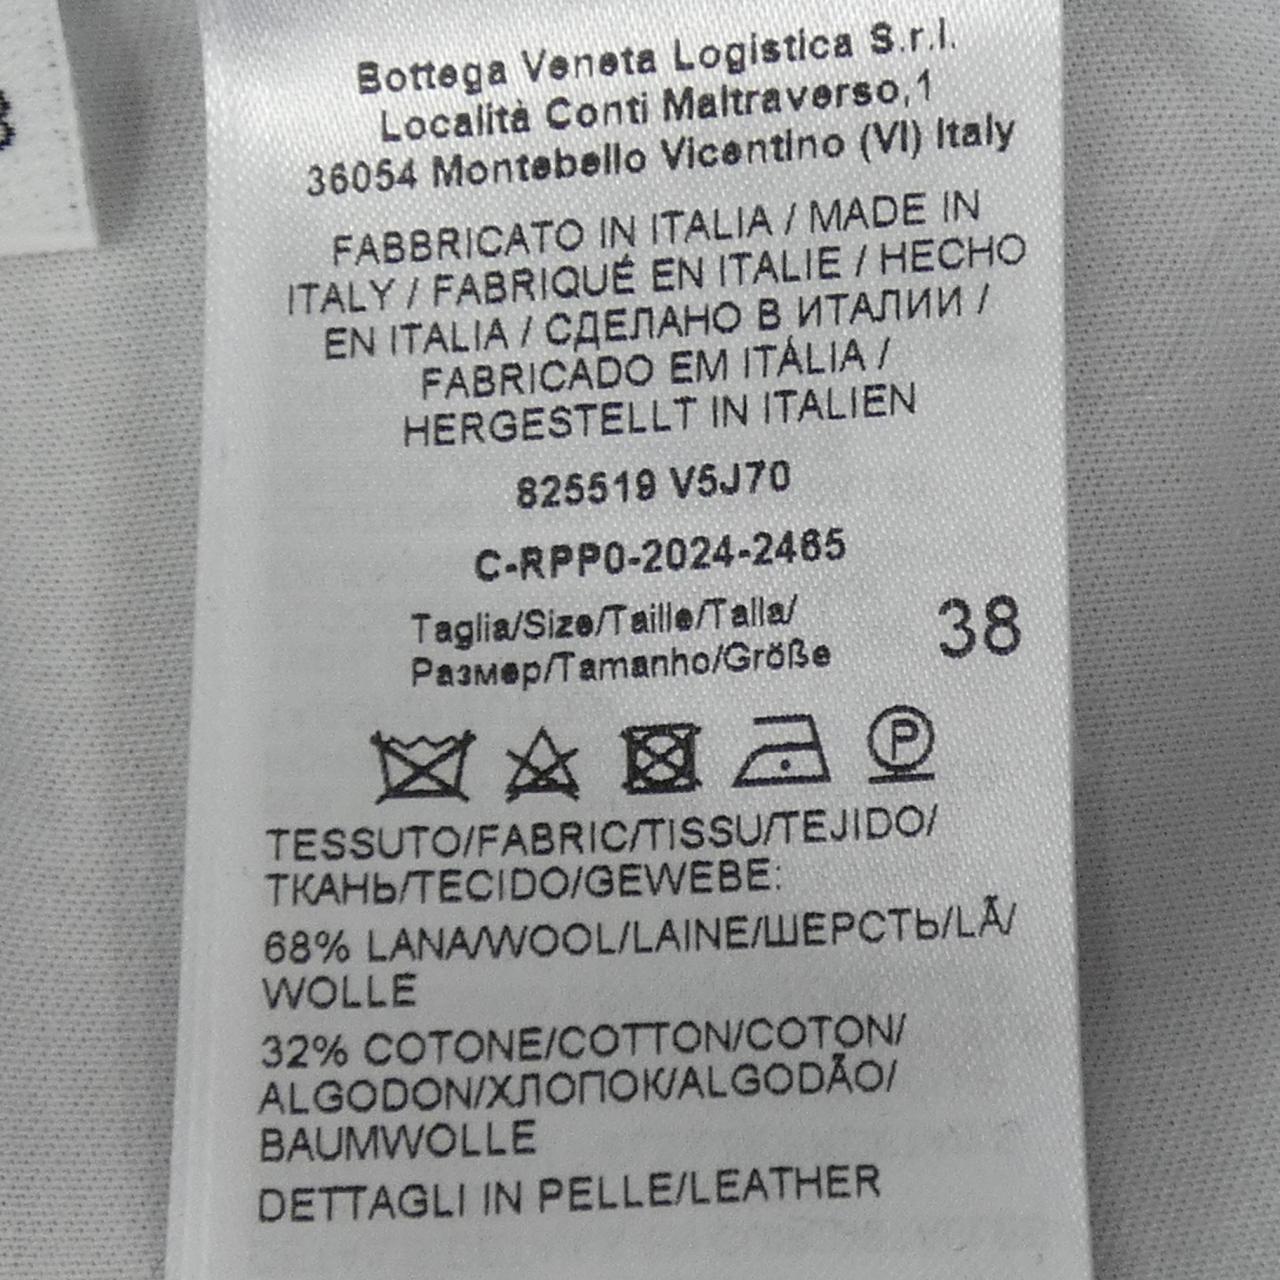 Bottega Veneta Logistica S.r.l.
Località Conti Maltraverso,1
36054 Montebello Vicentino (VI) Italy
FABBRICATO IN ITALIA / MADE IN
ITALY / FABRIQUÉ EN ITALIE / HECHO
EN ITALIA / СДЕЛАНО В ИТАЛИИ /
FABRICADO EM ITÁLIA /
HERGESTELLT IN ITALIEN
825519 V5J70
C-RPP0-2024-2465
Taglia/Size/Taille/Talla/
Размер/Tamanho/Größe
38
P
TESSUTO/FABRIC/TISSU/TEJIDO/
ТКАНЬ/TECIDO/GEWEBE:
68% LANA/WOOL/LAINE/ШЕРСТЬ/LÃ/
WOLLE
32% COTONE/COTTON/COTON/
ALGODON/ХЛОПОК/ALGODÃO/
BAUMWOLLE
DETTAGLI IN PELLE/LEATHER